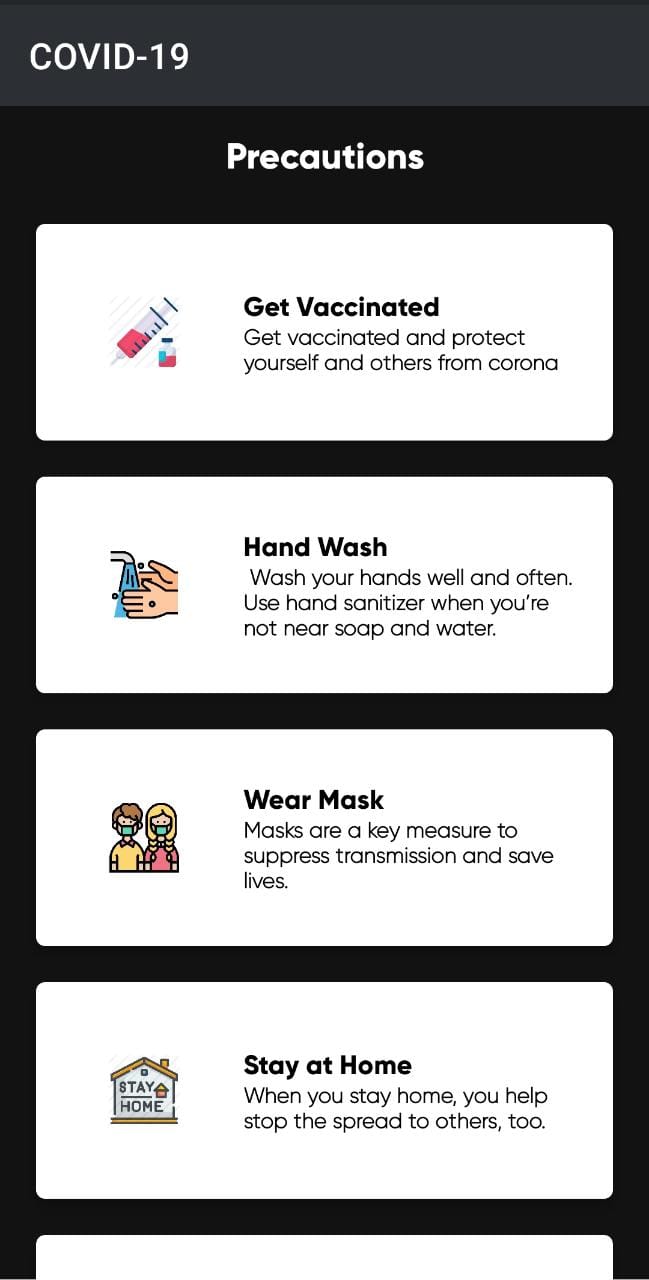 COVID-19
Precautions
Get Vaccinated
Get vaccinated and protect
yourself and others from corona
Hand Wash
Wash your hands well and often.
Use hand sanitizer when you’re
not near soap and water.
Wear Mask
Masks are a key measure to
suppress transmission and save
lives.
STAY
HOME
Stay at Home
When you stay home, you help
stop the spread to others, too.